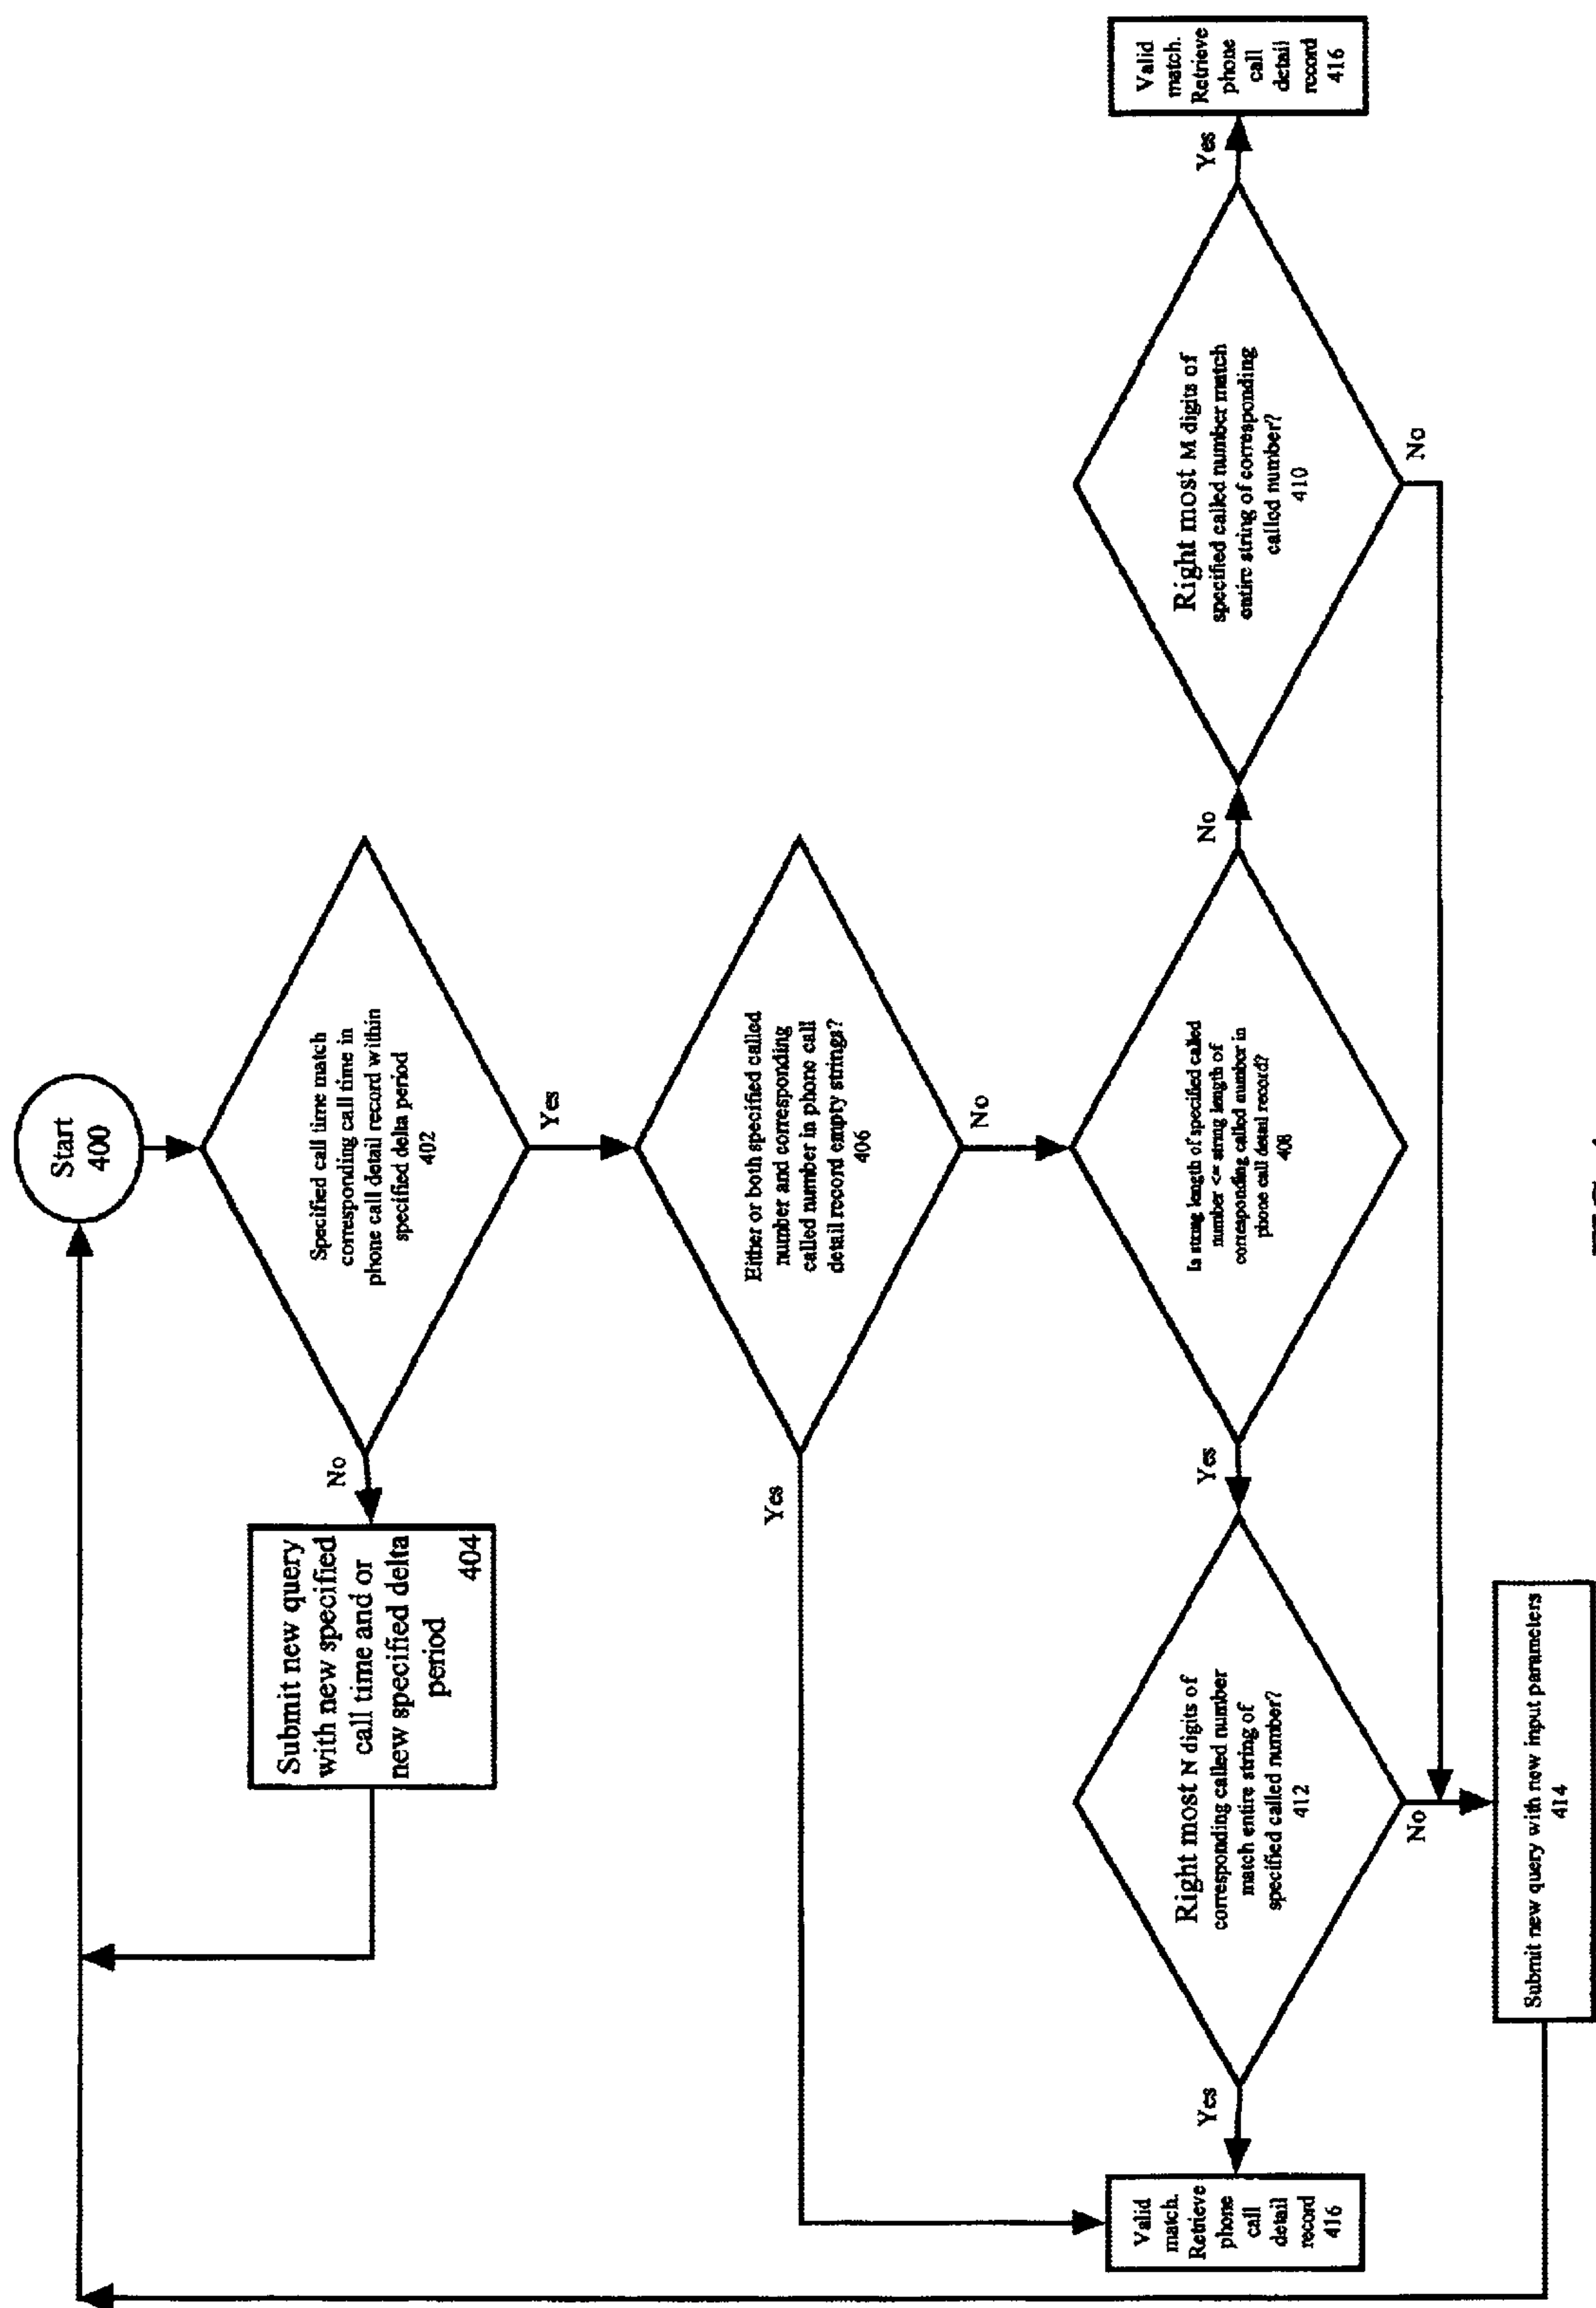 Start
400
Specified call time match
corresponding call time in
phone call detail record within
specified delta period
402
No
Yes
Submit new query
with new specified
call time and or
new specified delta
period
404
Either or both specified called
number and corresponding
called number in phone call
detail record empty strings?
406
Yes
No
Is string length of specified called
number <= string length of
corresponding called number in
phone call detail record?
408
Yes
No
Right most N digits of
corresponding called number
match entire string of
specified called number?
412
Yes
No
Right most M digits of
specified called number match
entire string of corresponding
called number?
410
Yes
No
Valid
match.
Retrieve
phone
call
detail
record
416
Valid
match.
Retrieve
phone
call
detail
record
416
Submit new query with new input parameters
414